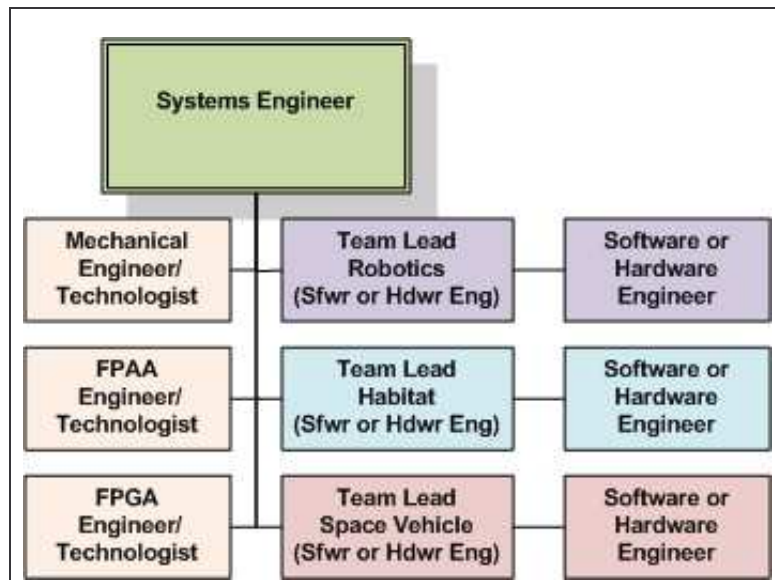 Systems Engineer
Mechanical
Engineer/
Technologist
Team Lead
Robotics
(Sfwr or Hdwr Eng)
Software or
Hardware
Engineer
FPAA
Engineer/
Technologist
Team Lead
Habitat
(Sfwr or Hdwr Eng)
Software or
Hardware
Engineer
FPGA
Engineer/
Technologist
Team Lead
Space Vehicle
(Sfwr or Hdwr Eng)
Software or
Hardware
Engineer